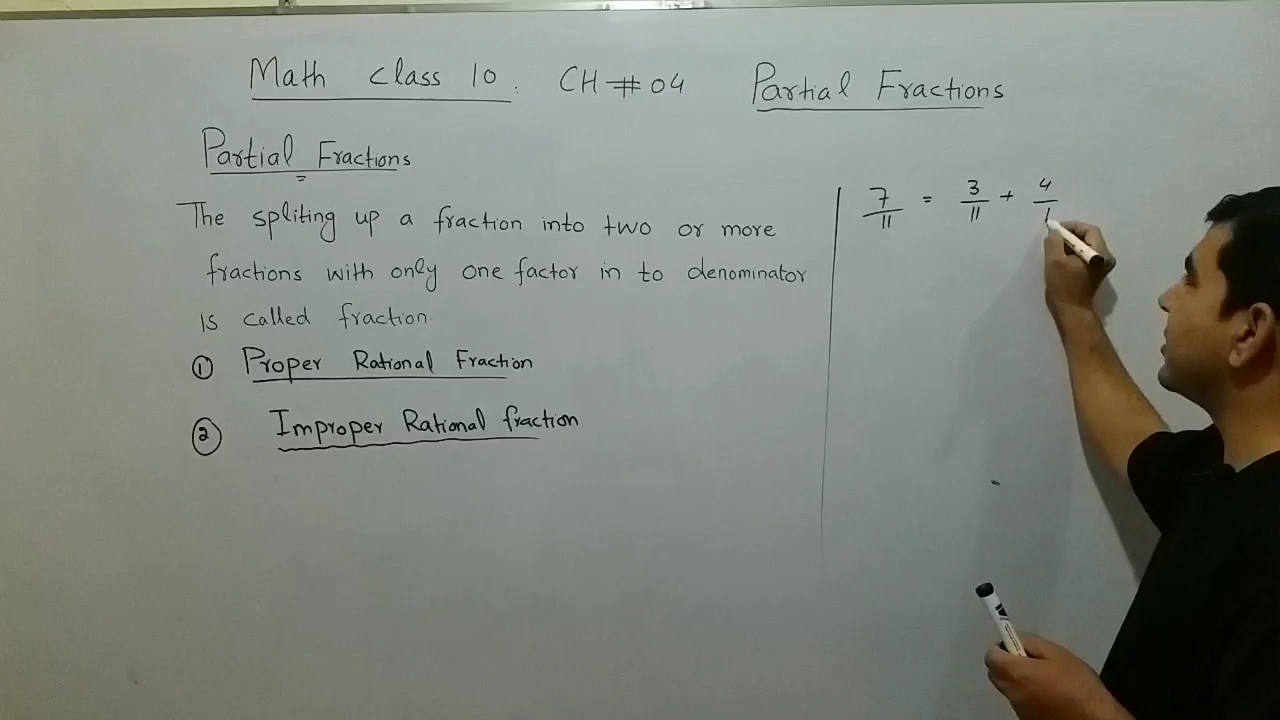 Math Class 10. CH # 04 Partial Fractions
Partial Fractions
The spliting up a fraction into two or more
fractions with only one factor in to denominator
is called fraction.
① Proper Rational Fraction
② Improper Rational fraction
7/11 = 3/11 + 4/1